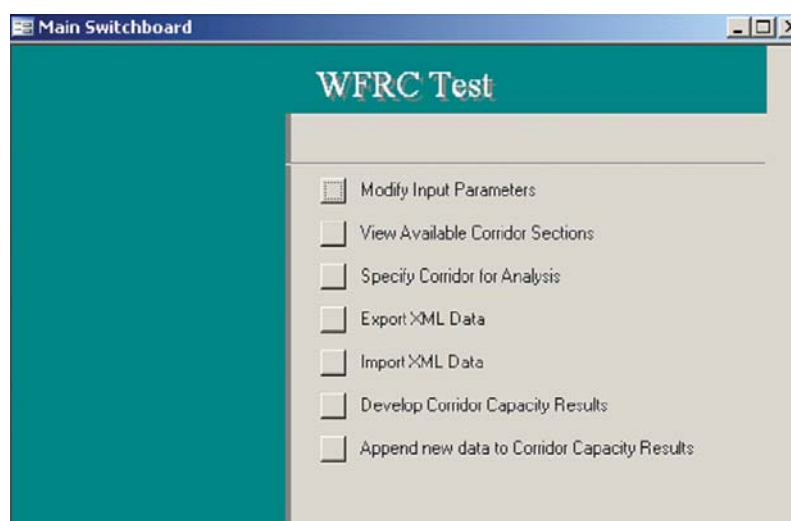 Main Switchboard
WFRC Test
Modify Input Parameters
View Available Corridor Sections
Specify Corridor for Analysis
Export XML Data
Import XML Data
Develop Corridor Capacity Results
Append new data to Corridor Capacity Results